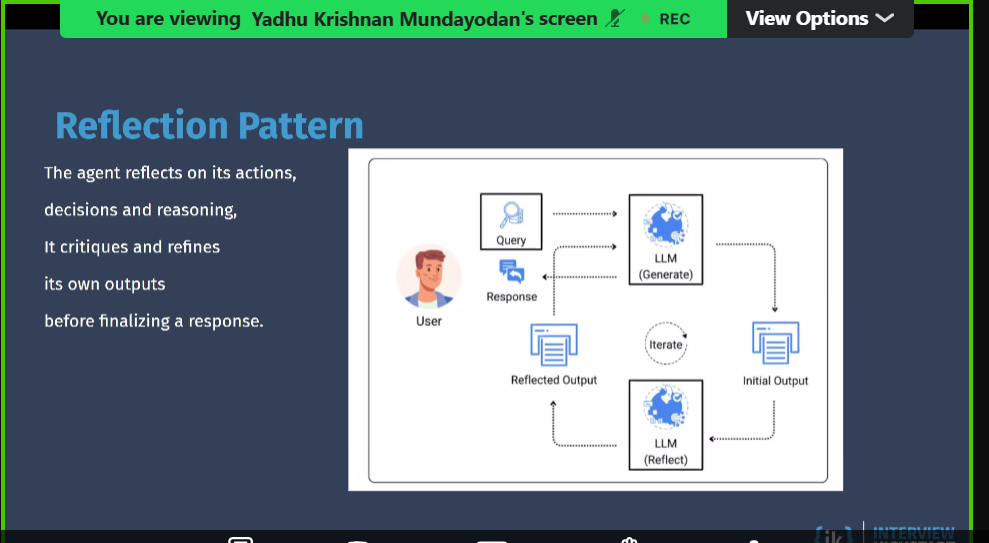 You are viewing Yadhu Krishnan Mundayodan's screen
REC
View Options
Reflection Pattern
The agent reflects on its actions,
decisions and reasoning,
It critiques and refines
its own outputs
before finalizing a response.
Query
LLM
(Generate)
Response
User
Iterate
Reflected Output
Initial Output
LLM
(Reflect)
{ik}
INTERVIEW